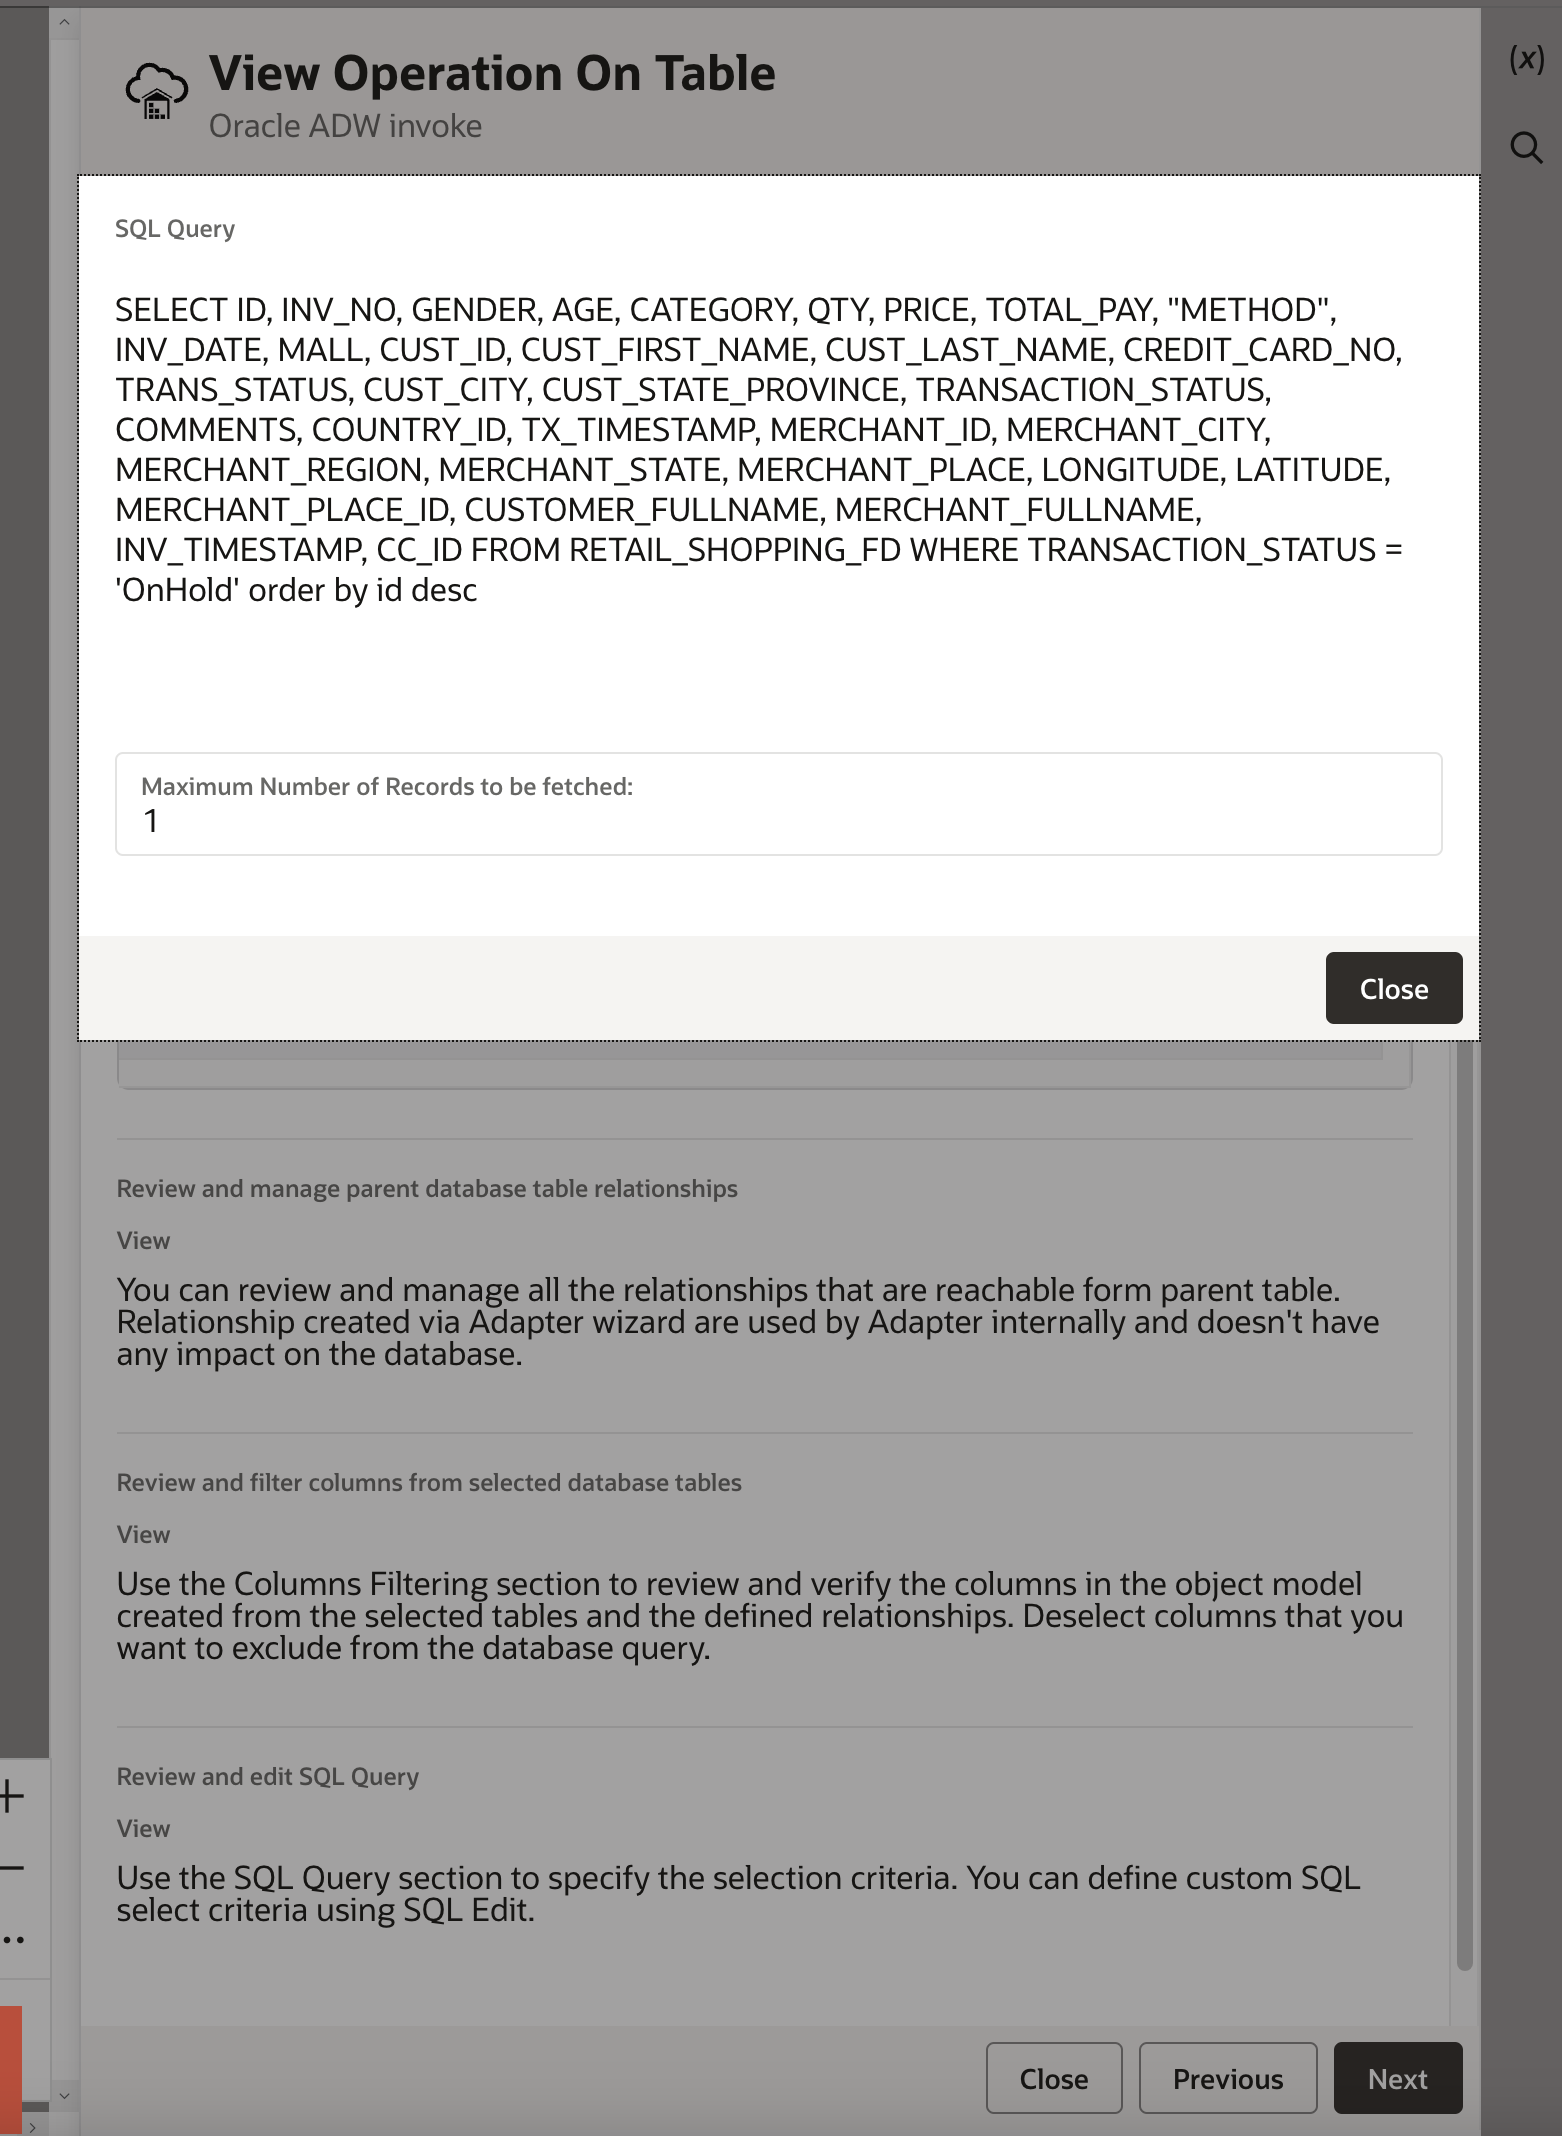 View Operation On Table
Oracle ADW invoke
(x)
SQL Query
SELECT ID, INV_NO, GENDER, AGE, CATEGORY, QTY, PRICE, TOTAL_PAY, "METHOD",
INV_DATE, MALL, CUST_ID, CUST_FIRST_NAME, CUST_LAST_NAME, CREDIT_CARD_NO,
TRANS_STATUS, CUST_CITY, CUST_STATE_PROVINCE, TRANSACTION_STATUS,
COMMENTS, COUNTRY_ID, TX_TIMESTAMP, MERCHANT_ID, MERCHANT_CITY,
MERCHANT_REGION, MERCHANT_STATE, MERCHANT_PLACE, LONGITUDE, LATITUDE,
MERCHANT_PLACE_ID, CUSTOMER_FULLNAME, MERCHANT_FULLNAME,
INV_TIMESTAMP, CC_ID FROM RETAIL_SHOPPING_FD WHERE TRANSACTION_STATUS =
'OnHold' order by id desc
Maximum Number of Records to be fetched:
1
Close
Review and manage parent database table relationships
View
You can review and manage all the relationships that are reachable form parent table.
Relationship created via Adapter wizard are used by Adapter internally and doesn't have
any impact on the database.
Review and filter columns from selected database tables
View
Use the Columns Filtering section to review and verify the columns in the object model
created from the selected tables and the defined relationships. Deselect columns that you
want to exclude from the database query.
Review and edit SQL Query
View
Use the SQL Query section to specify the selection criteria. You can define custom SQL
select criteria using SQL Edit.
Close
Previous
Next